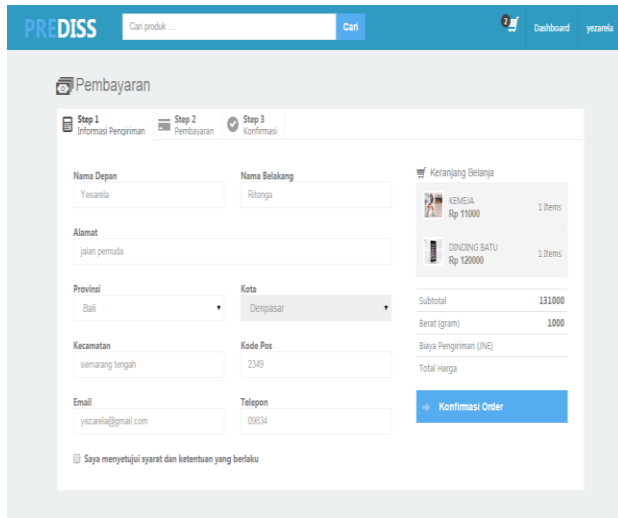 PREDISS
Cari produk ...
Cari
2
Dashboard
yezarela
Pembayaran
Step 1
Informasi Pengiriman
Step 2
Pembayaran
Step 3
Konfirmasi
Nama Depan
Nama Belakang
Yesarela
Ritonga
Alamat
jalan pemuda
Provinsi
Kota
Bali
Denpasar
Kecamatan
Kode Pos
semarang tengah
2349
Email
Telepon
yezarela@gmail.com
09834
Saya menyetujui syarat dan ketentuan yang berlaku
Keranjang Belanja
KEMEJA
Rp 11000
1 Items
DINDING BATU
Rp 120000
1 Items
Subtotal 131000
Berat (gram) 1000
Biaya Pengiriman (JNE)
Total Harga
Konfirmasi Order